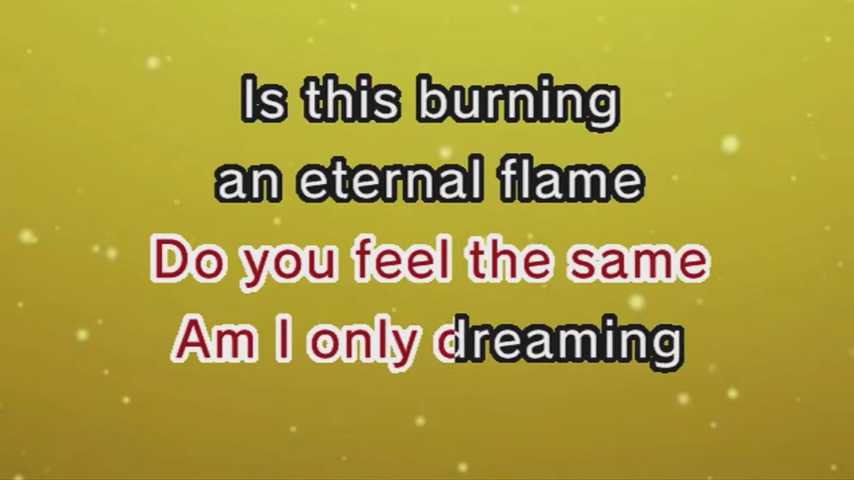 Is this burning
an eternal flame
Do you feel the same
Am I only dreaming